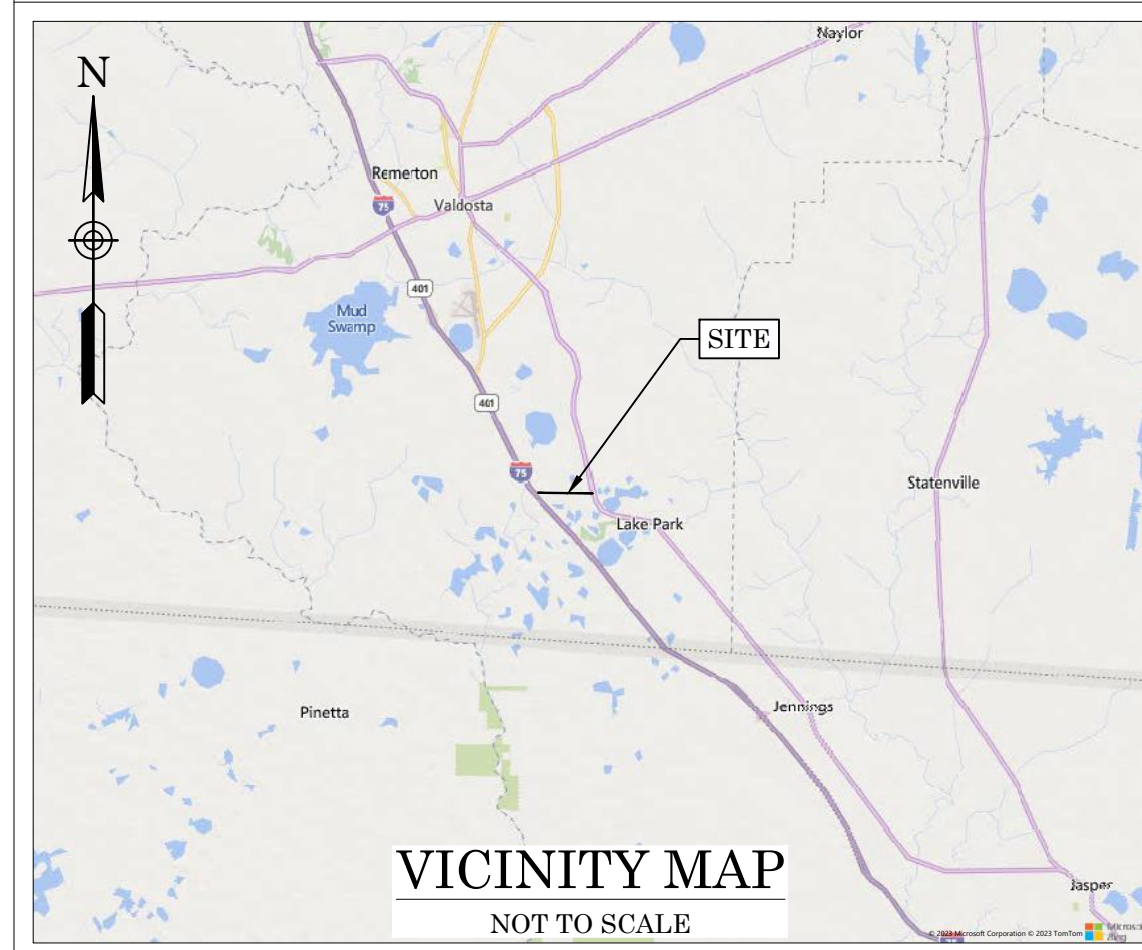 Naylor
N
Remerton
75
Valdosta
401
Mud
Swamp
SITE
401
75
Statenville
Lake Park
Jennings
Pinetta
VICINITY MAP
NOT TO SCALE
Jasper
© 2023 Microsoft Corporation © 2023 TomTom